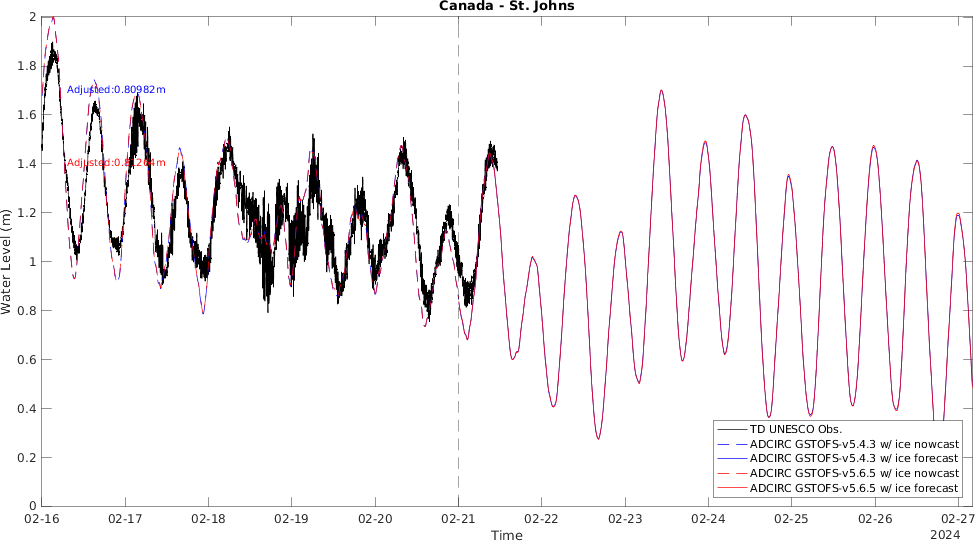 Canada - St. Johns
2
1.8
1.6
1.4
1.2
1
0.8
0.6
0.4
0.2
0
Water Level (m)
Adjusted:0.80982m
TD UNESCO Obs.
ADCIRC GSTOFS-v5.4.3 w/ ice nowcast
ADCIRC GSTOFS-v5.4.3 w/ ice forecast
ADCIRC GSTOFS-v5.6.5 w/ ice nowcast
ADCIRC GSTOFS-v5.6.5 w/ ice forecast
02-16 02-17 02-18 02-19 02-20 02-21 02-22 02-23 02-24 02-25 02-26 02-27
Time
2024